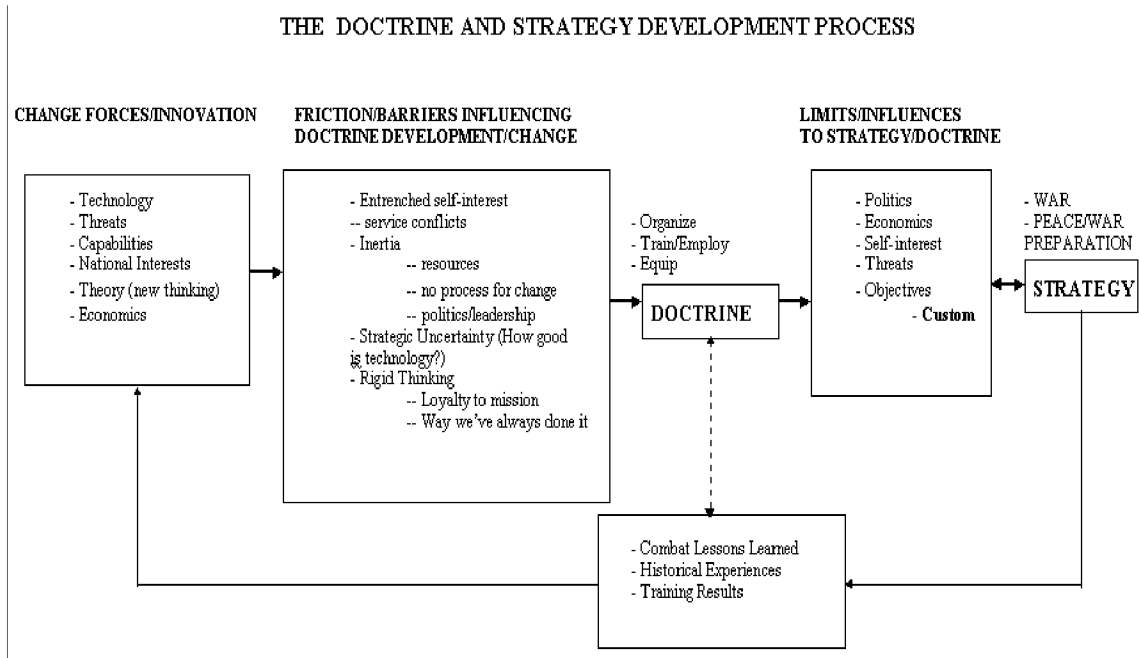 THE DOCTRINE AND STRATEGY DEVELOPMENT PROCESS
CHANGE FORCES/INNOVATION
- Technology
- Threats
- Capabilities
- National Interests
- Theory (new thinking)
- Economics
FRICTION/BARRIERS INFLUENCING
DOCTRINE DEVELOPMENT/CHANGE
- Entrenched self-interest
-- service conflicts
- Inertia
-- resources
-- no process for change
-- politics/leadership
- Strategic Uncertainty (How good
is technology?)
- Rigid Thinking
-- Loyalty to mission
-- Way we've always done it
- Organize
- Train/Employ
- Equip
DOCTRINE
LIMITS/INFLUENCES
TO STRATEGY/DOCTRINE
- Politics
- Economics
- Self-interest
- Threats
- Objectives
- Custom
- WAR
- PEACE/WAR
PREPARATION
STRATEGY
- Combat Lessons Learned
- Historical Experiences
- Training Results